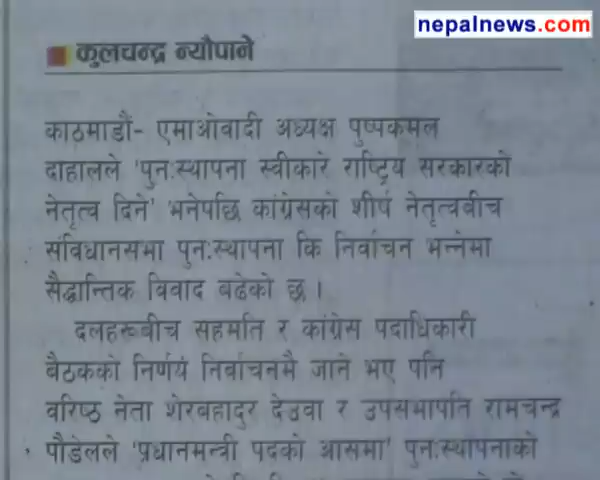 nepalnews.com
कुलचन्द्र न्यौपाने
काठमाडौं- एमाओवादी अध्यक्ष पुष्पकमल
दाहालले 'पुन:स्थापना स्वीकारे राष्ट्रिय सरकारको
नेतृत्व दिने' भनेपछि कांग्रेसको शीर्ष नेतृत्वबीच
संविधानसभा पुन:स्थापना कि निर्वाचन भन्नेमा
सैद्धान्तिक विवाद बढेको छ ।
दलहरूबीच सहमति र कांग्रेस पदाधिकारी
बैठकको निर्णय निर्वाचनमै जाने भए पनि
वरिष्ठ नेता शेरबहादुर देउवा र उपसभापति रामचन्द्र
पौडेलले 'प्रधानमन्त्री पदको आसमा' पुन:स्थापनाको